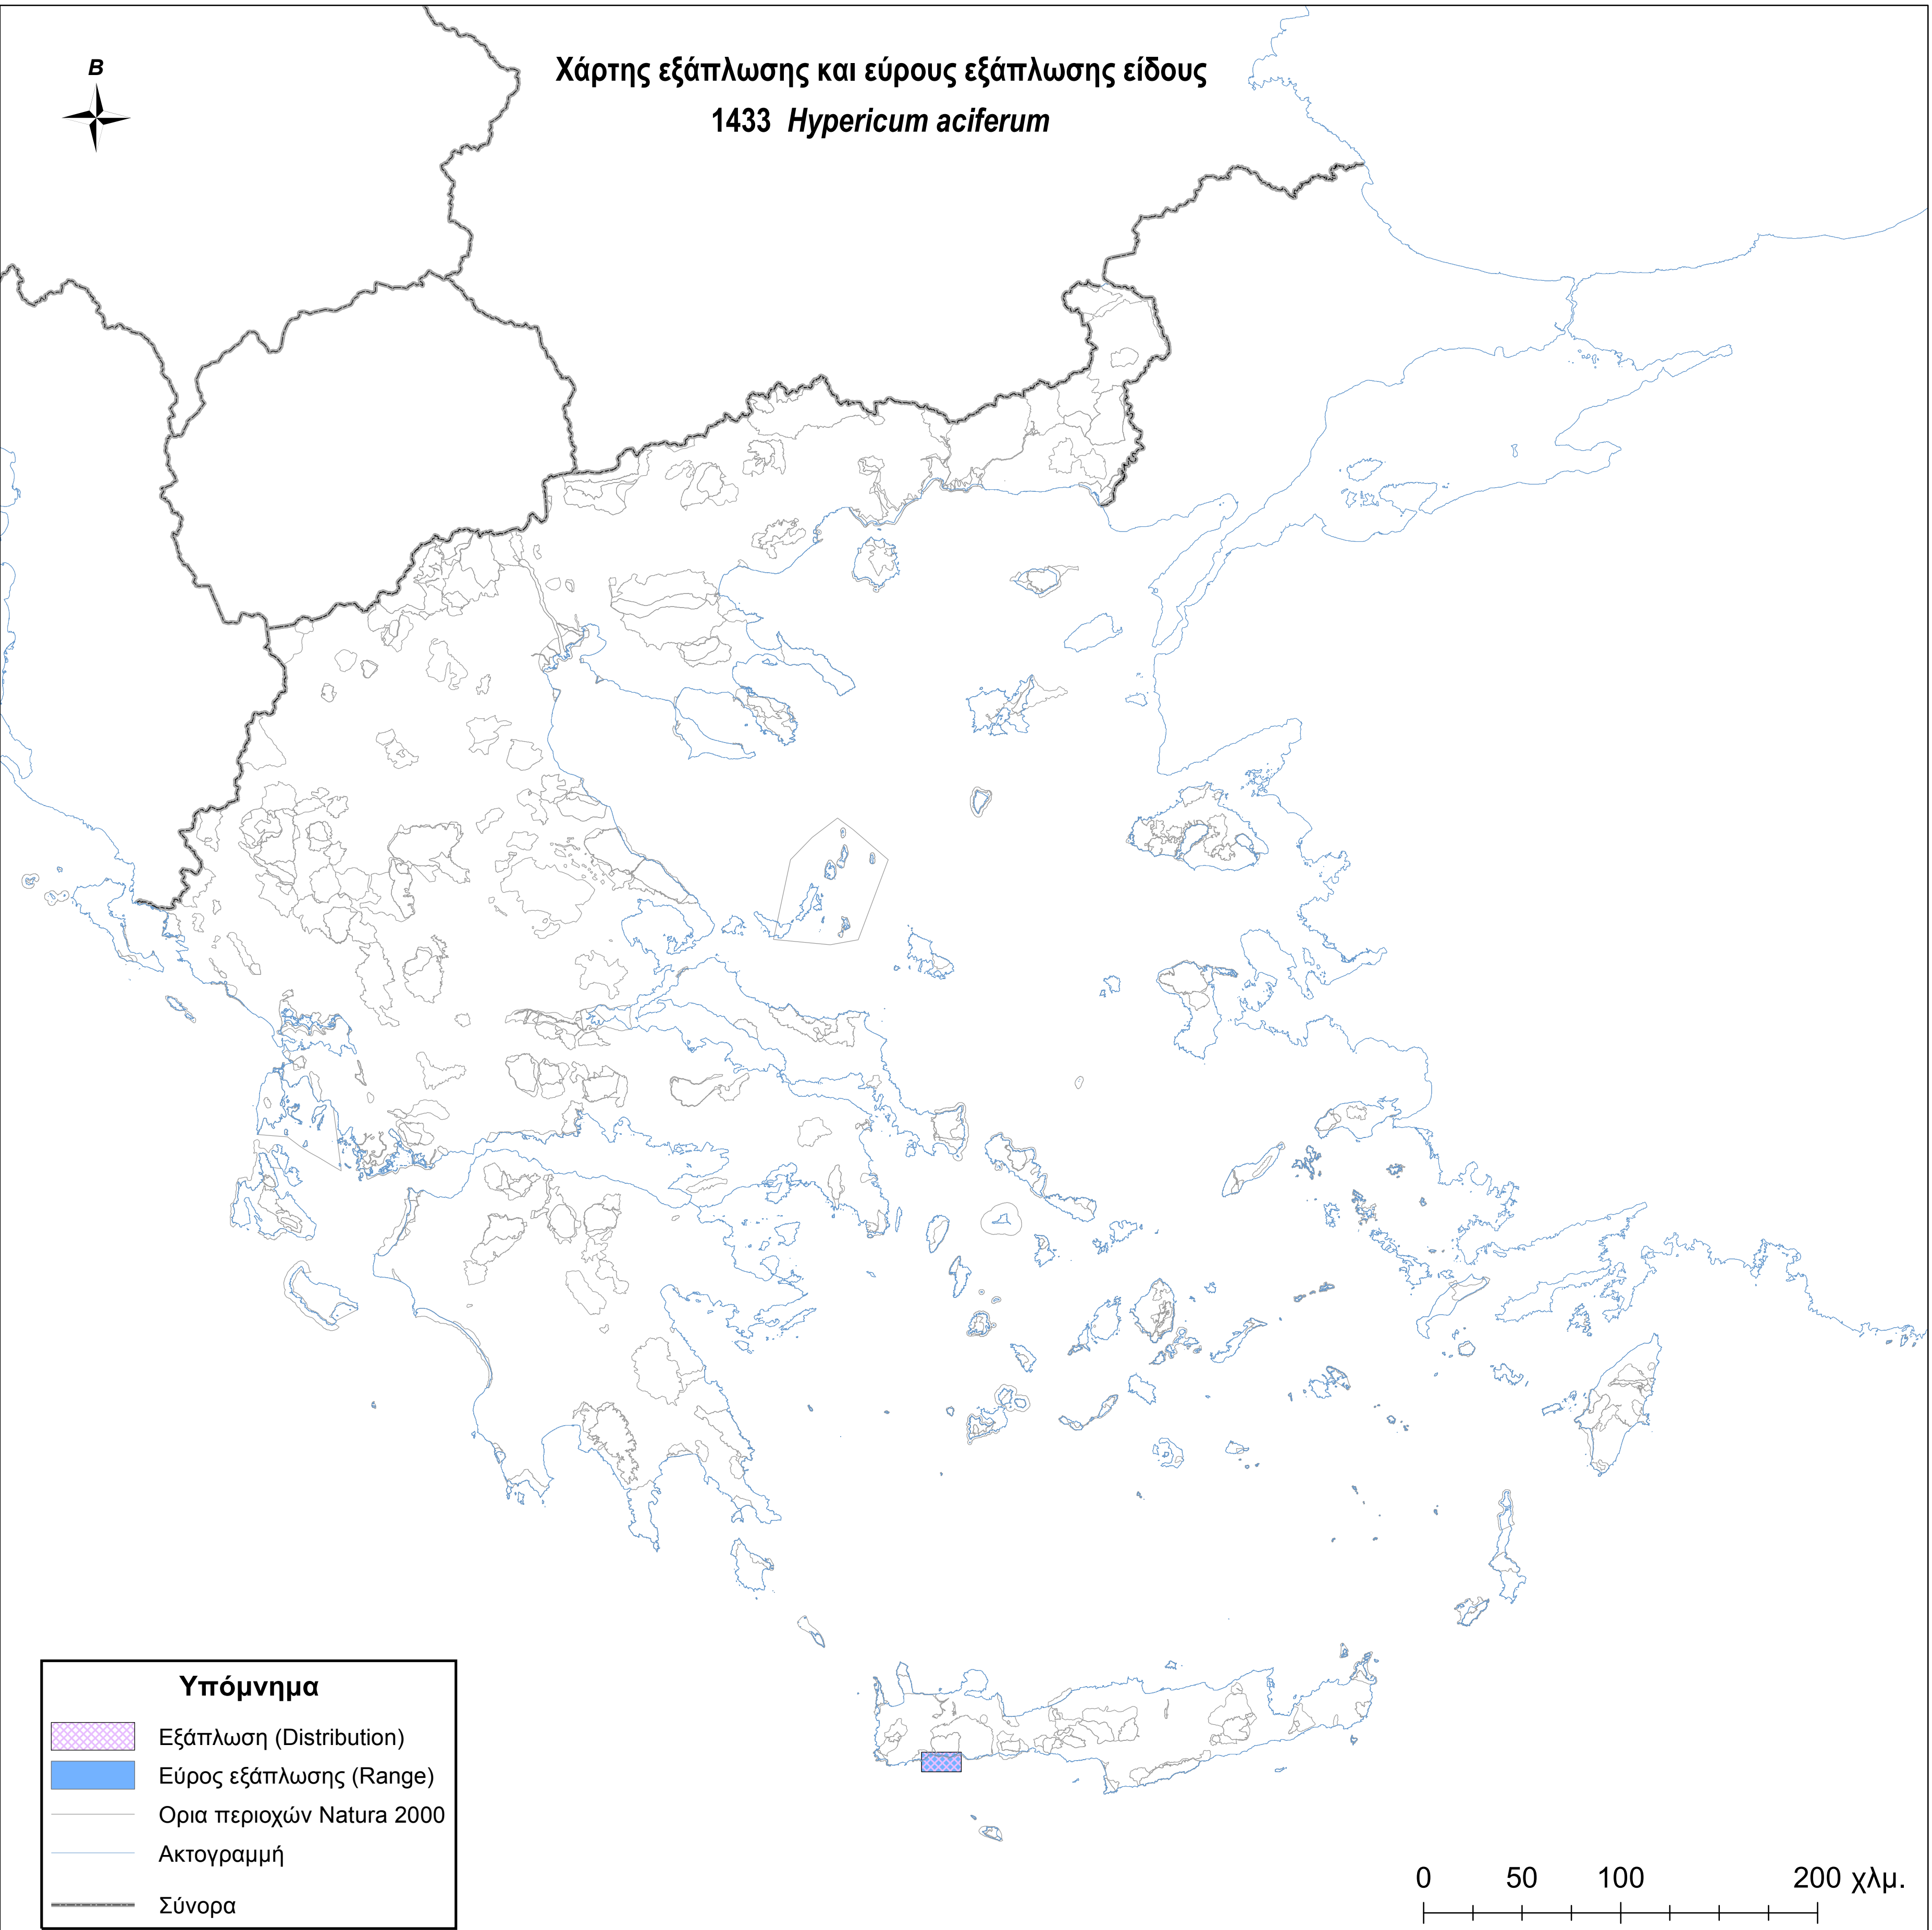 Χάρτης εξάπλωσης και εύρους εξάπλωσης είδους
1433 Hypericum aciferum
Β
Υπόμνημα
Εξάπλωση (Distribution)
Εύρος εξάπλωσης (Range)
Ορια περιοχών Natura 2000
Ακτογραμμή
Σύνορα
0 50 100 200 χλμ.